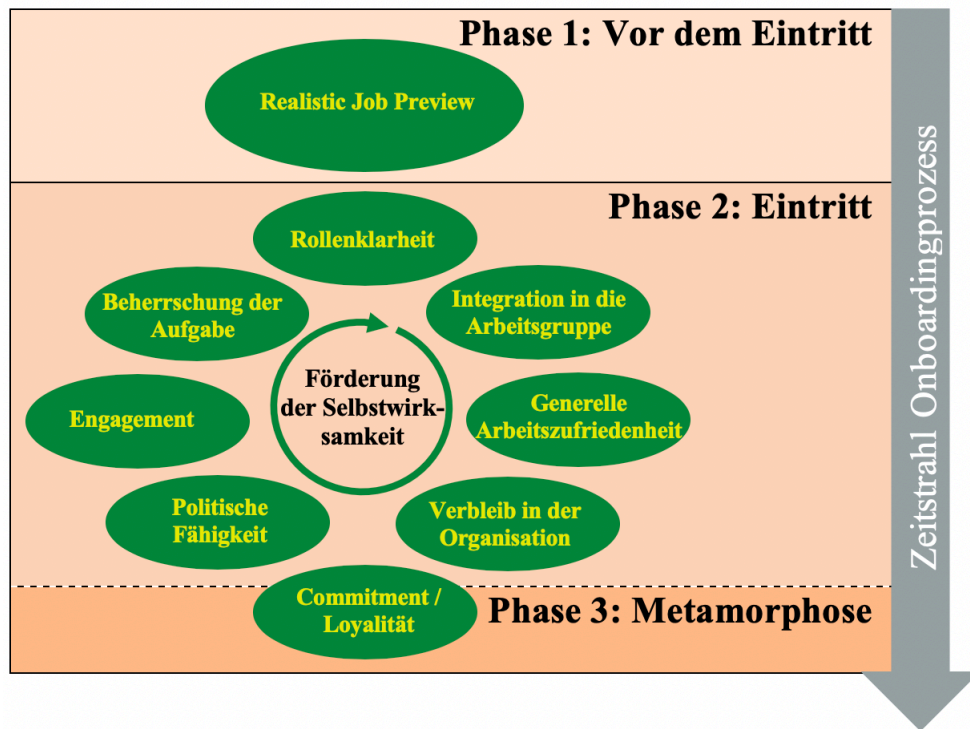 Phase 1: Vor dem Eintritt
Realistic Job Preview
Phase 2: Eintritt
Rollenklarheit
Beherrschung der
Aufgabe
Integration in die
Arbeitsgruppe
Förderung
der Selbstwirk-
samkeit
Engagement
Generelle
Arbeitszufriedenheit
Politische
Fähigkeit
Verbleib in der
Organisation
Commitment /
Loyalität
Phase 3: Metamorphose
Zeitstrahl Onboardingprozess